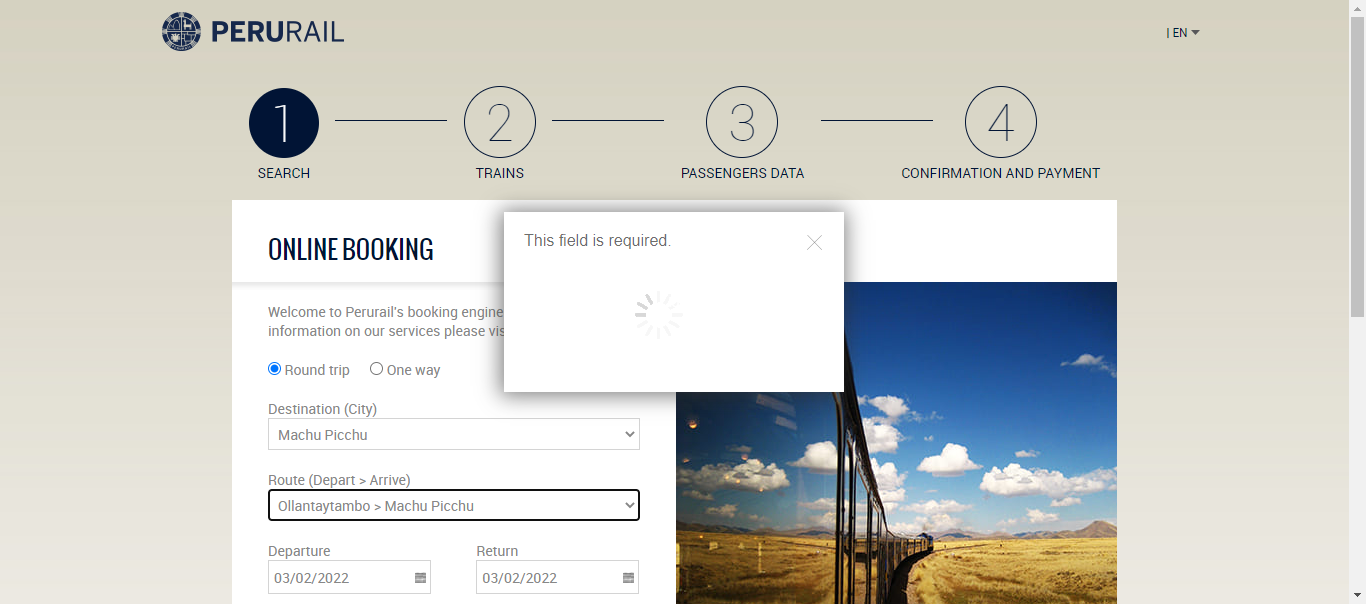 PERURAIL
| EN
1
2
3
4
SEARCH
TRAINS
PASSENGERS DATA
CONFIRMATION AND PAYMENT
This field is required.
ONLINE BOOKING
Welcome to Perurail's booking engine
information on our services please vis
Round trip
One way
Destination (City)
Machu Picchu
Route (Depart > Arrive)
Ollantaytambo > Machu Picchu
Departure
Return
03/02/2022
03/02/2022